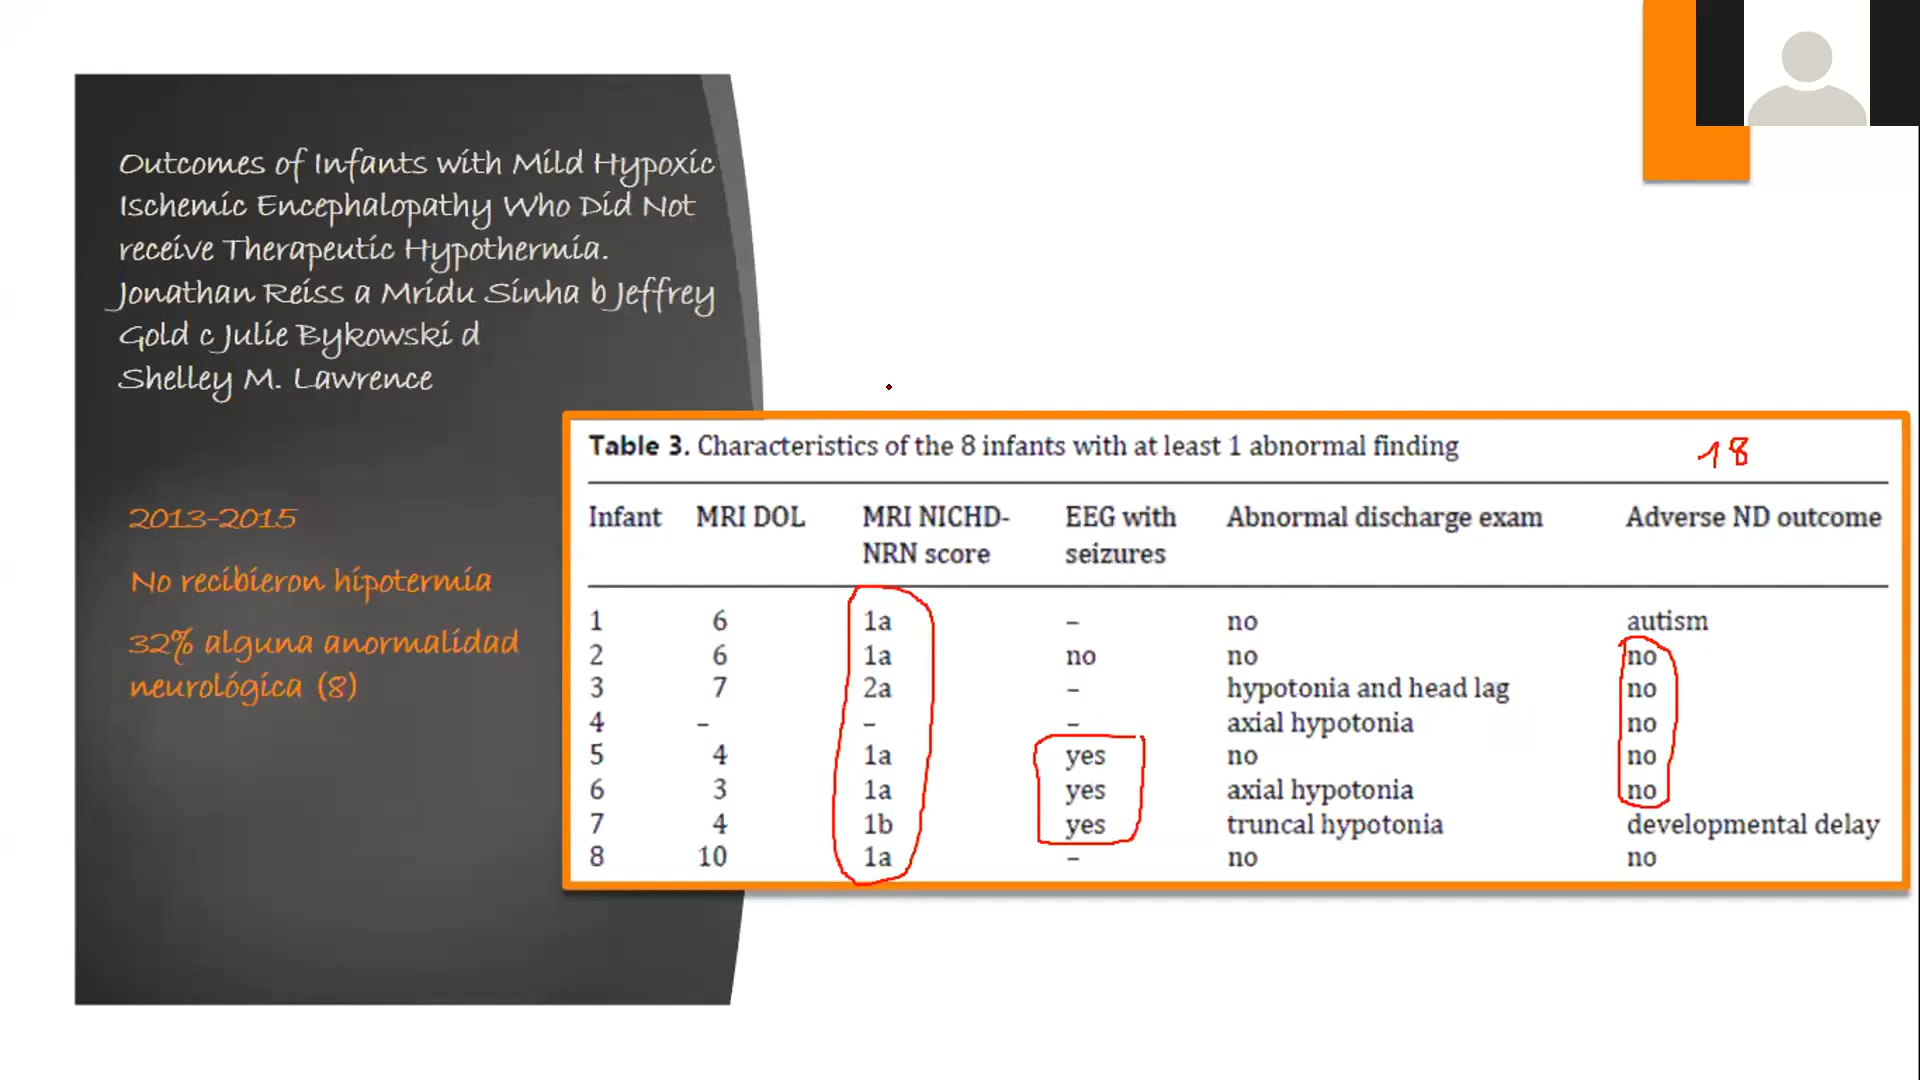 Outcomes of Infants with Mild Hypoxic
Ischemic Encephalopathy Who Did Not
receive Therapeutic Hypothermia.
Jonathan Reiss a Mridu Sinha b Jeffrey
Gold c Julie Bykowski d
Shelley M. Lawrence
2013-2015
No recibieron hipotermia
32% alguna anormalidad
neurológica (8)
Table 3. Characteristics of the 8 infants with at least 1 abnormal finding
18
Infant MRI DOL MRI NICHD- EEG with Abnormal discharge exam Adverse ND outcome
NRN score seizures
1 6 1a – no autism
2 6 1a no no no
3 7 2a – hypotonia and head lag no
4 – – – axial hypotonia no
5 4 1a yes no no
6 3 1a yes axial hypotonia no
7 4 1b yes truncal hypotonia developmental delay
8 10 1a – no no